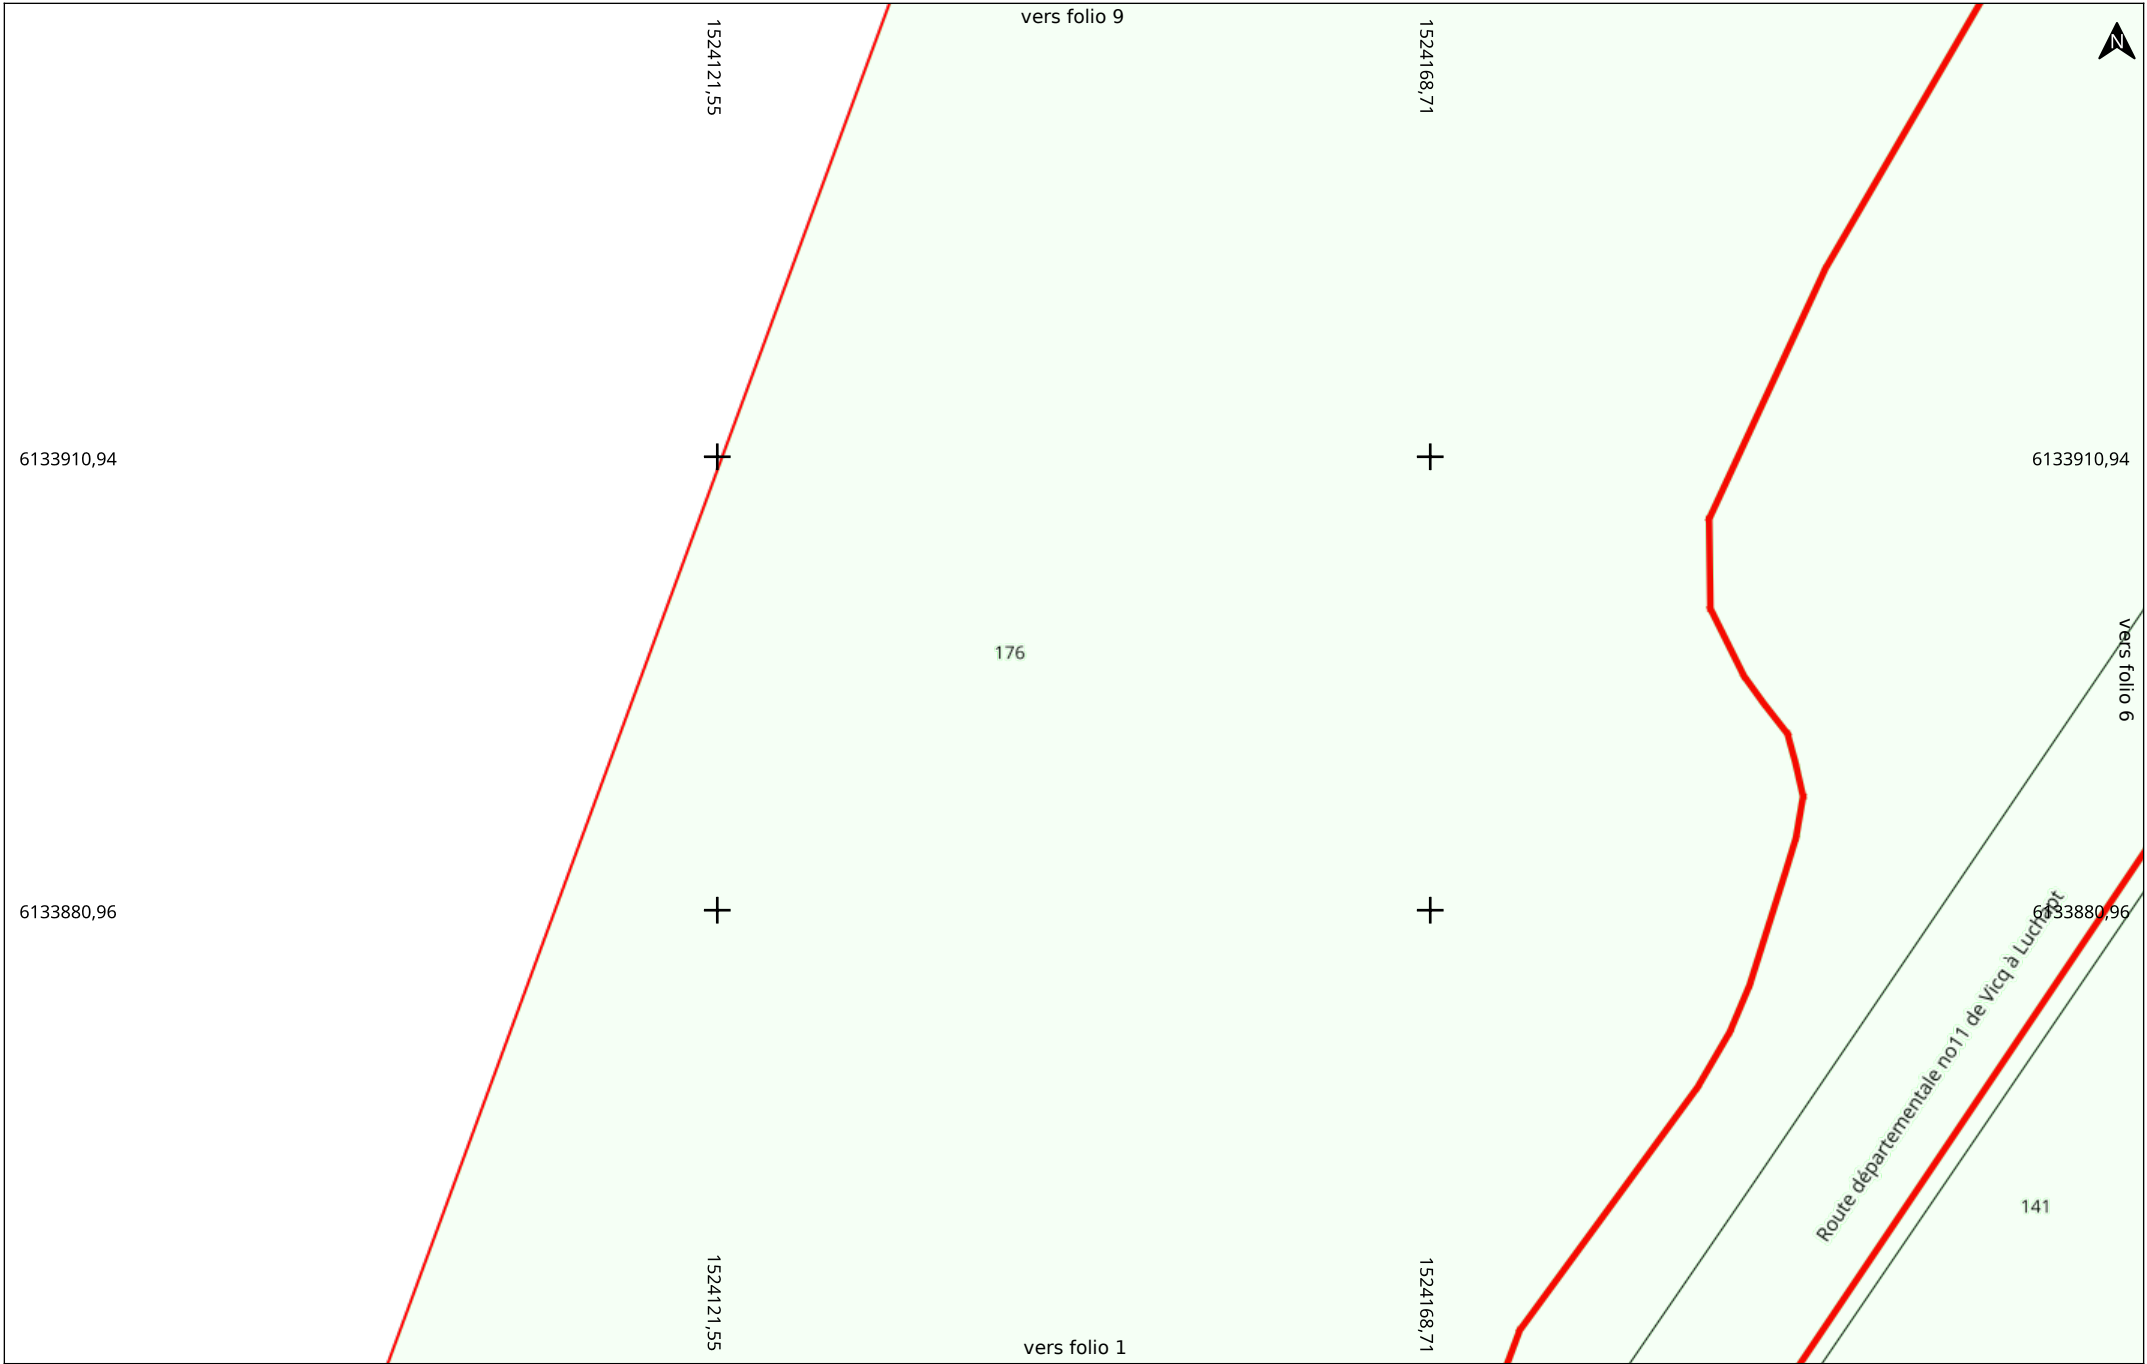 vers folio 9
1524121,55
1524168,71
N
6133910,94
6133910,94
176
vers folio 6
6133880,96
6133880,96
Route départementale no11 de Vicq à Luchapt
141
1524121,55
1524168,71
vers folio 1